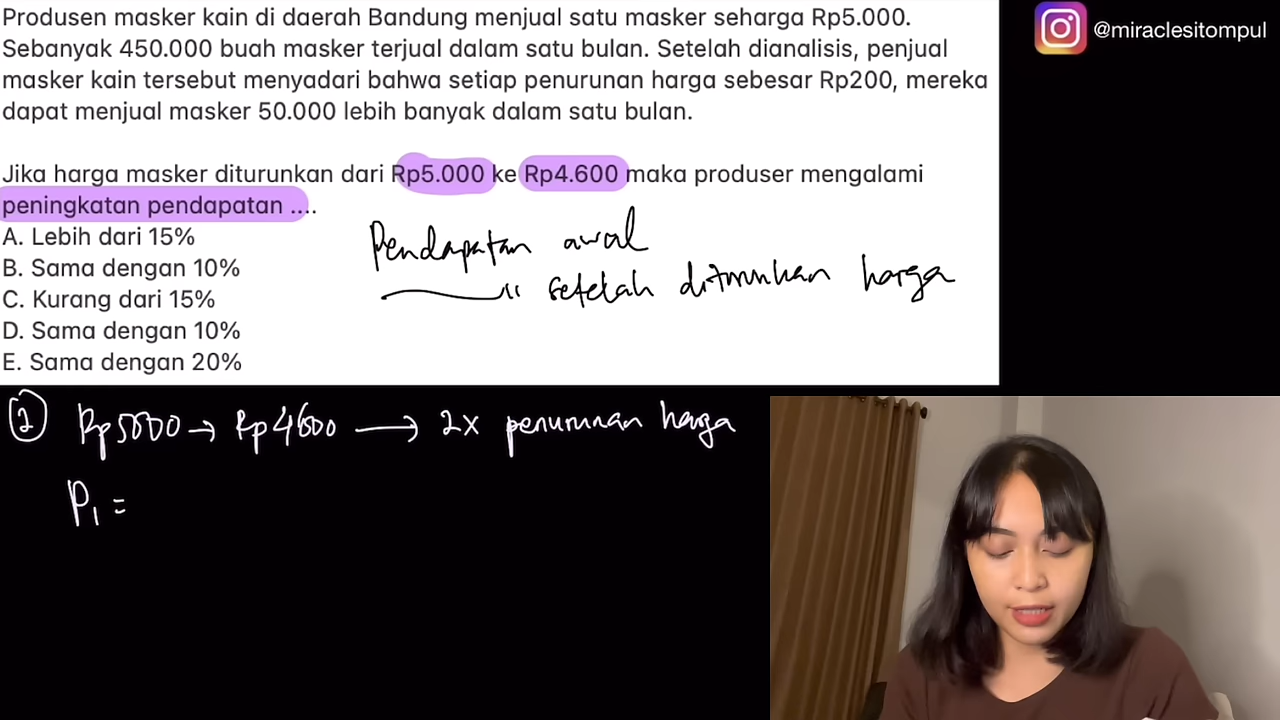 Produsen masker kain di daerah Bandung menjual satu masker seharga Rp5.000.
Sebanyak 450.000 buah masker terjual dalam satu bulan. Setelah dianalisis, penjual
masker kain tersebut menyadari bahwa setiap penurunan harga sebesar Rp200, mereka
dapat menjual masker 50.000 lebih banyak dalam satu bulan.
Jika harga masker diturunkan dari Rp5.000 ke Rp4.600 maka produser mengalami
peningkatan pendapatan ....
A. Lebih dari 15%
B. Sama dengan 10%
C. Kurang dari 15%
D. Sama dengan 10%
E. Sama dengan 20%
Pendapatan awal
〃 setelah diturunkan harga
@miraclesitompul
② Rp5000 → Rp4600 → 2x penurunan harga
P₁ =